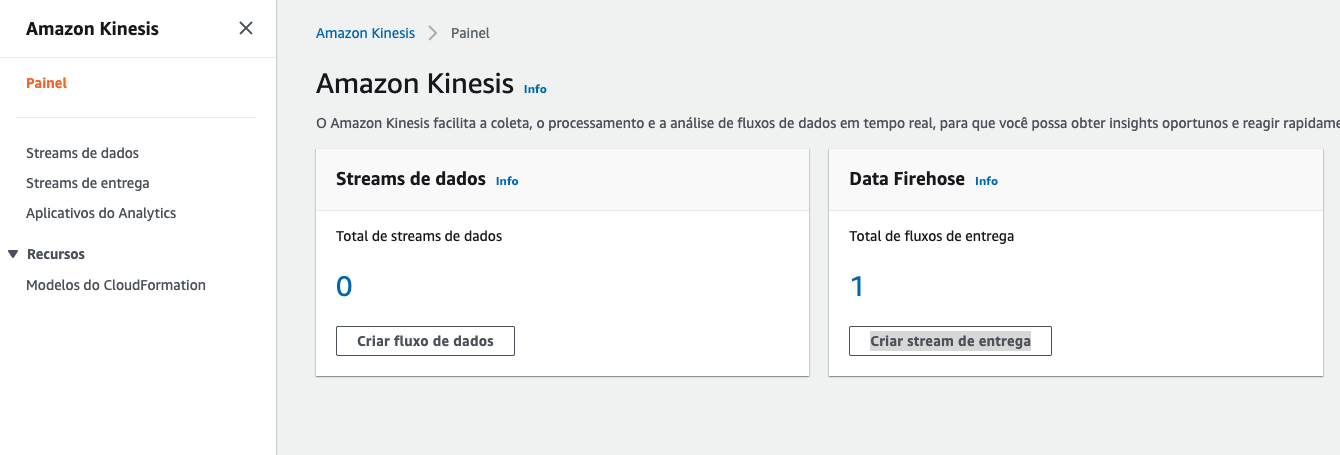 Amazon Kinesis
Painel
Streams de dados
Streams de entrega
Aplicativos do Analytics
Recursos
Modelos do CloudFormation
Amazon Kinesis
Painel
Amazon Kinesis Info
O Amazon Kinesis facilita a coleta, o processamento e a análise de fluxos de dados em tempo real, para que você possa obter insights oportunos e reagir rapidame
Streams de dados Info
Total de streams de dados
0
Criar fluxo de dados
Data Firehose Info
Total de fluxos de entrega
1
Criar stream de entrega